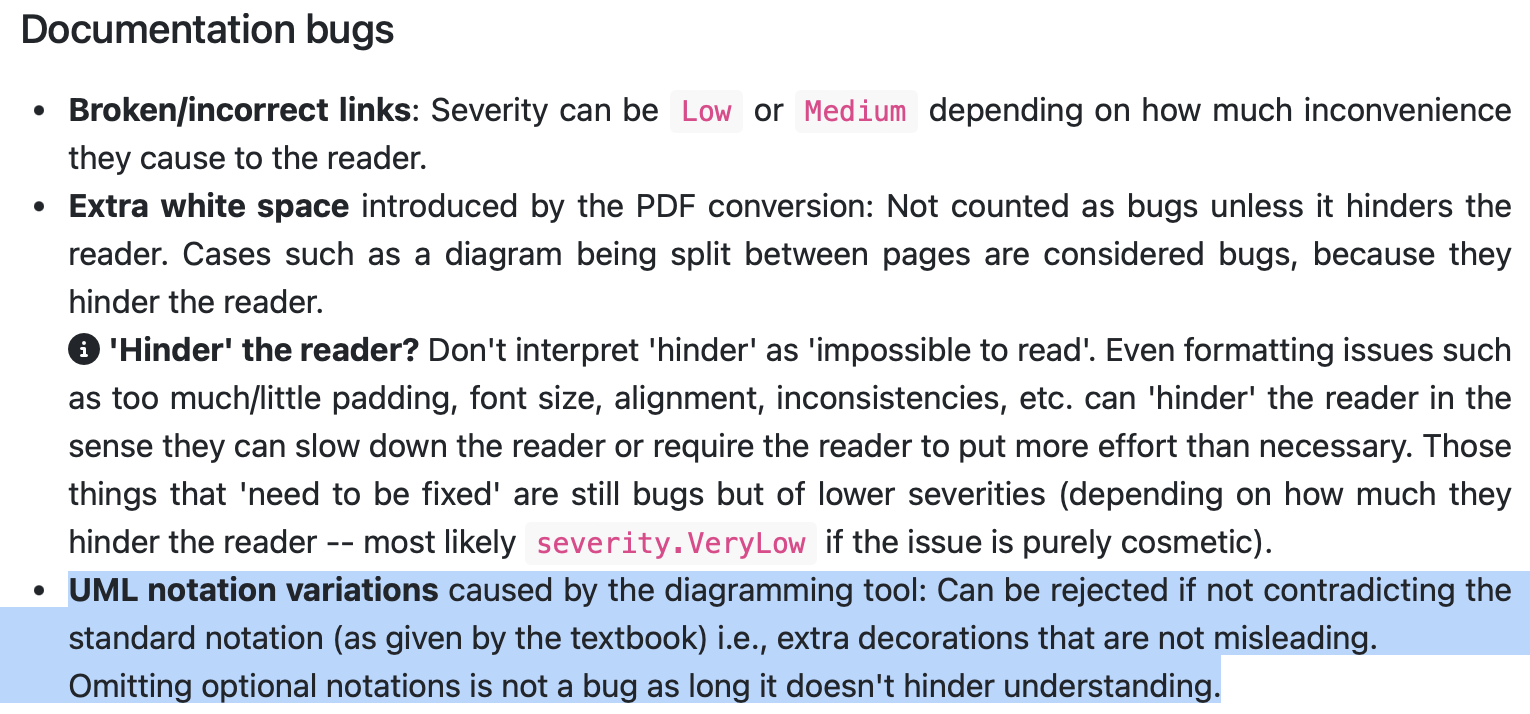 Documentation bugs
• Broken/incorrect links: Severity can be Low or Medium depending on how much inconvenience
they cause to the reader.
• Extra white space introduced by the PDF conversion: Not counted as bugs unless it hinders the
reader. Cases such as a diagram being split between pages are considered bugs, because they
hinder the reader.
'Hinder' the reader? Don't interpret 'hinder' as 'impossible to read'. Even formatting issues such
as too much/little padding, font size, alignment, inconsistencies, etc. can 'hinder' the reader in the
sense they can slow down the reader or require the reader to put more effort than necessary. Those
things that 'need to be fixed' are still bugs but of lower severities (depending on how much they
hinder the reader -- most likely severity.VeryLow if the issue is purely cosmetic).
• UML notation variations caused by the diagramming tool: Can be rejected if not contradicting the
standard notation (as given by the textbook) i.e., extra decorations that are not misleading.
Omitting optional notations is not a bug as long it doesn't hinder understanding.